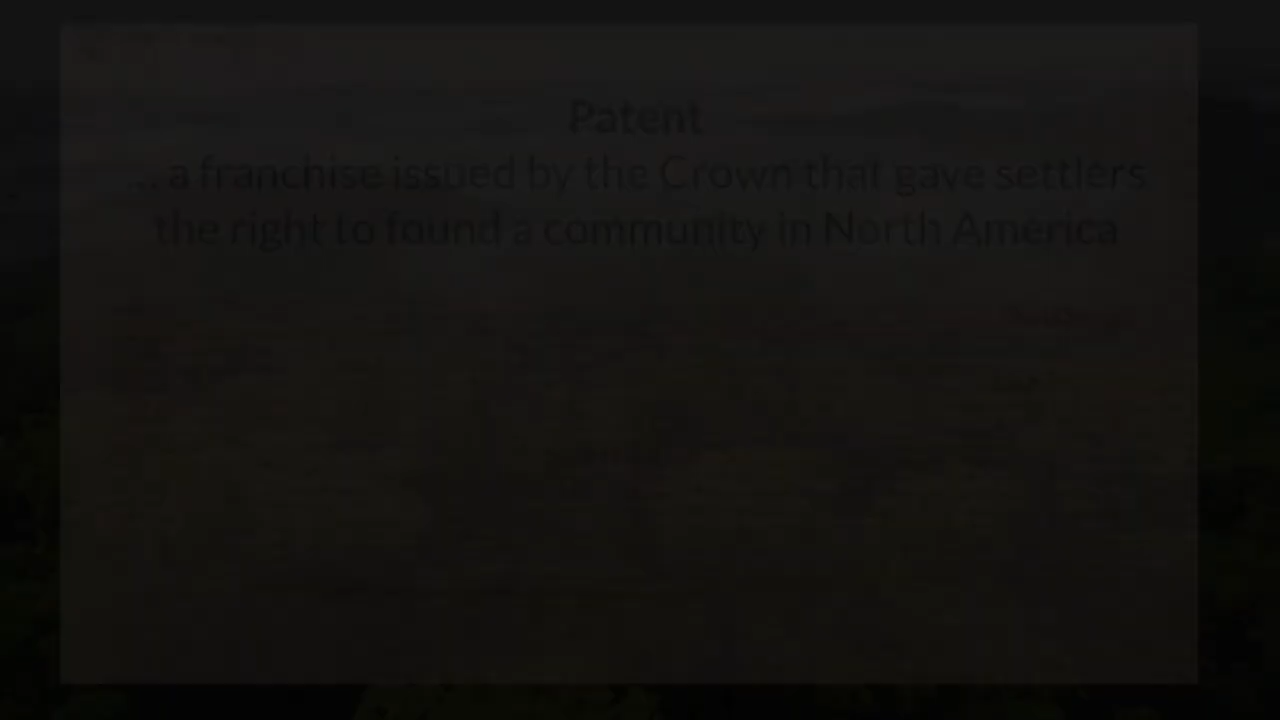 Patent
... a franchise issued by the Crown that gave settlers
the right to found a community in North America